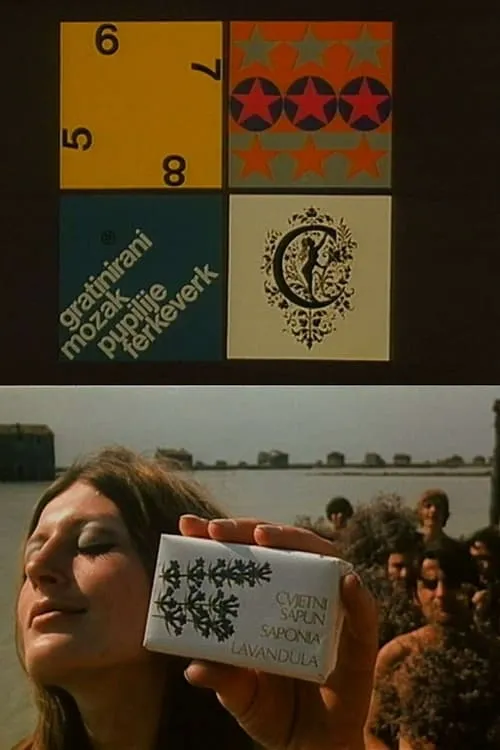 6
7
5
8
gratinirani
mozak
pupilije
ferkeverk
C
CVJETNI
SAPUN
SAPONIA
LAVANDULA